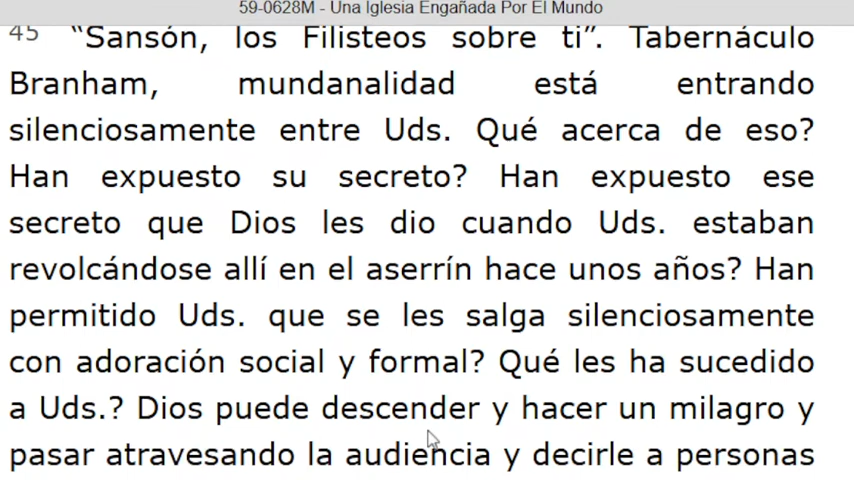 59-0628M - Una Iglesia Engañada Por El Mundo
45 “Sansón, los Filisteos sobre ti”. Tabernáculo
Branham, mundanalidad está entrando
silenciosamente entre Uds. Qué acerca de eso?
Han expuesto su secreto? Han expuesto ese
secreto que Dios les dio cuando Uds. estaban
revolcándose allí en el aserrín hace unos años? Han
permitido Uds. que se les salga silenciosamente
con adoración social y formal? Qué les ha sucedido
a Uds.? Dios puede descender y hacer un milagro y
pasar atravesando la audiencia y decirle a personas